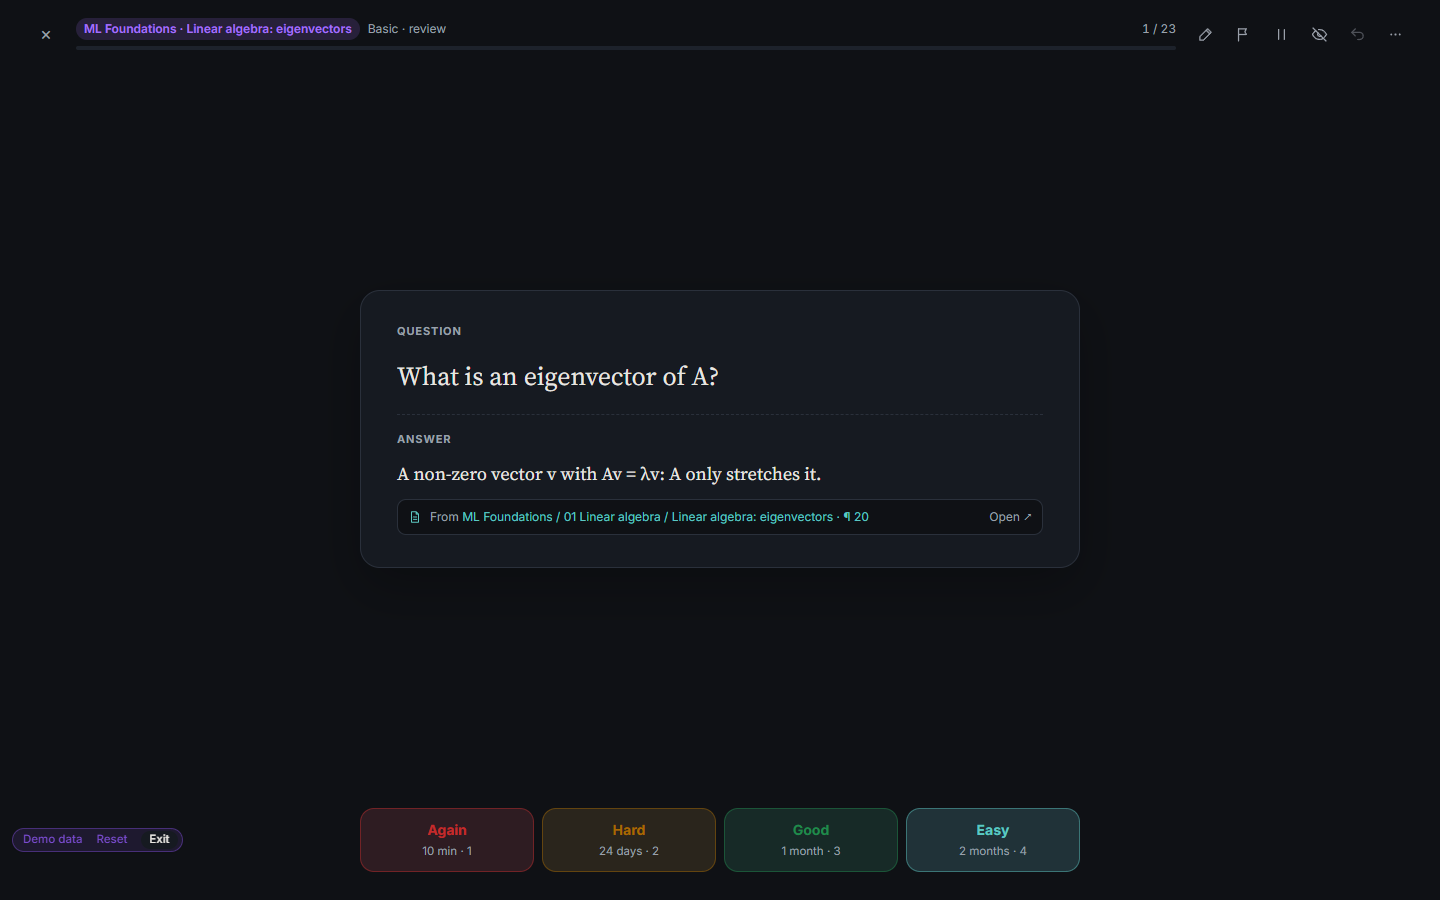 ML Foundations · Linear algebra: eigenvectors Basic · review 1 / 23
QUESTION
What is an eigenvector of A?
ANSWER
A non-zero vector v with Av = λv: A only stretches it.
From ML Foundations / 01 Linear algebra / Linear algebra: eigenvectors · ¶ 20 Open ↗
Again Hard Good Easy
10 min · 1 24 days · 2 1 month · 3 2 months · 4
Demo data Reset Exit